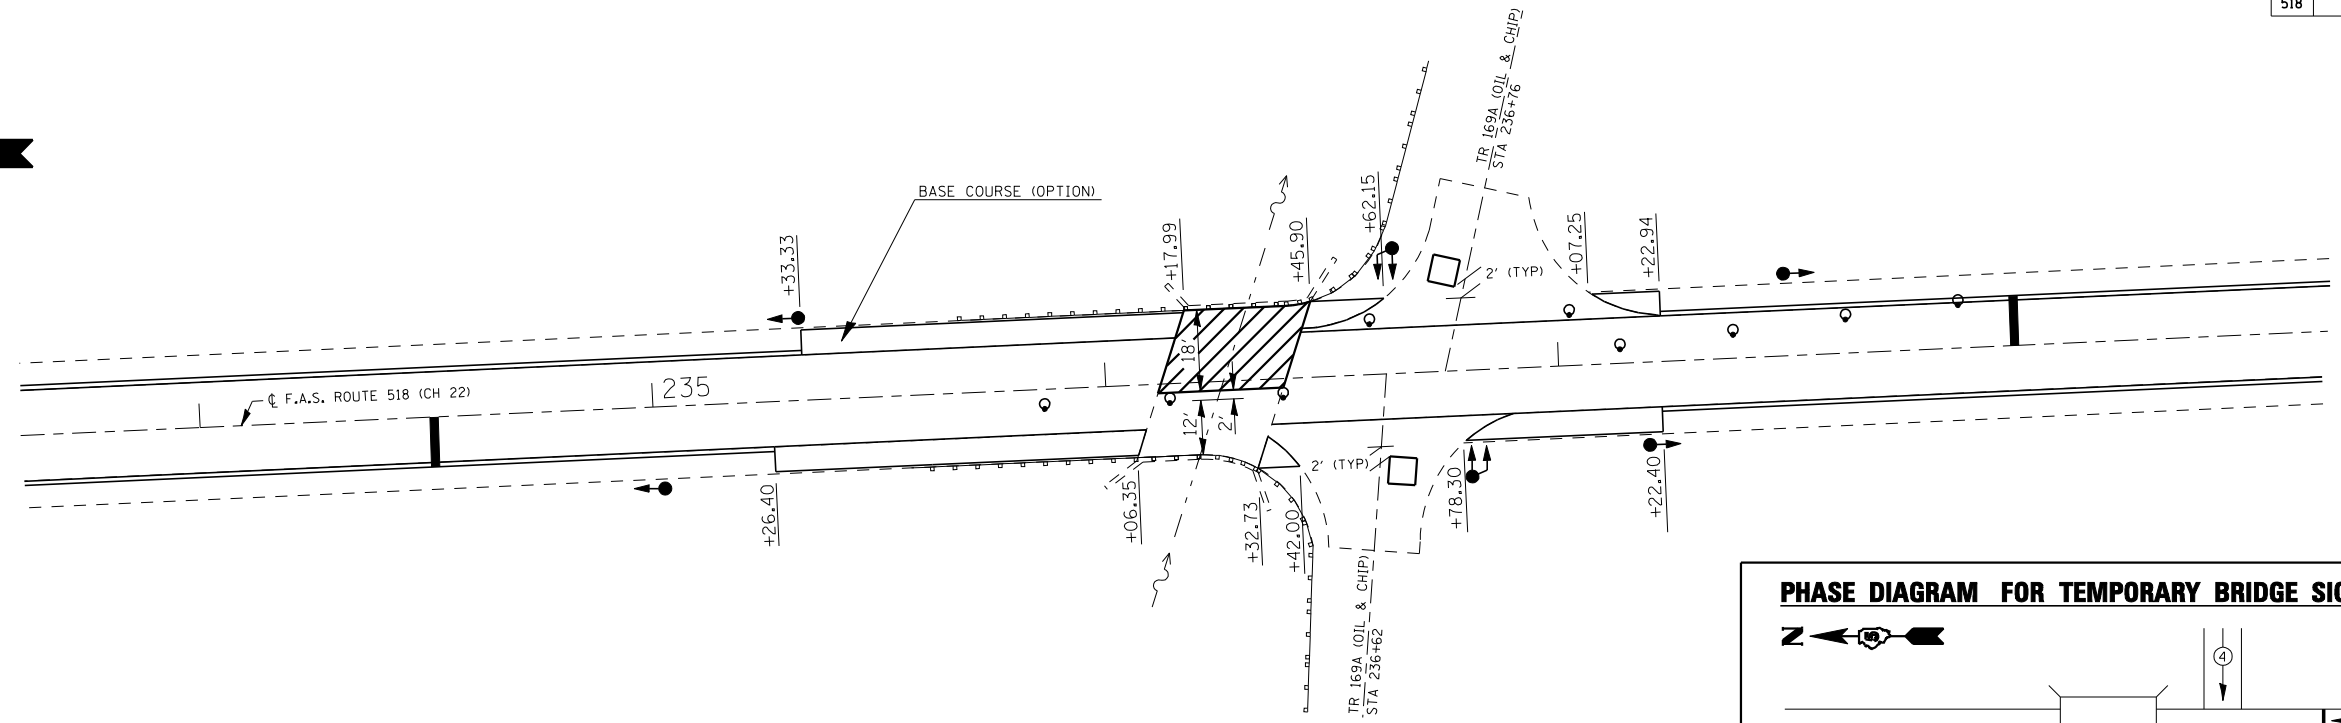 518
TR 169A (OIL & CHIP)
STA 236+76
BASE COURSE (OPTION)
+33.33
+17.99
+45.90
+62.15
+07.25
+22.94
2' (TYP)
18'
235
℄ F.A.S. ROUTE 518 (CH 22)
12'
2'
2' (TYP)
+26.40
+06.35
+32.73
+42.00
+78.30
+22.40
TR 169A (OIL & CHIP)
STA 236+62
PHASE DIAGRAM FOR TEMPORARY BRIDGE
N
4